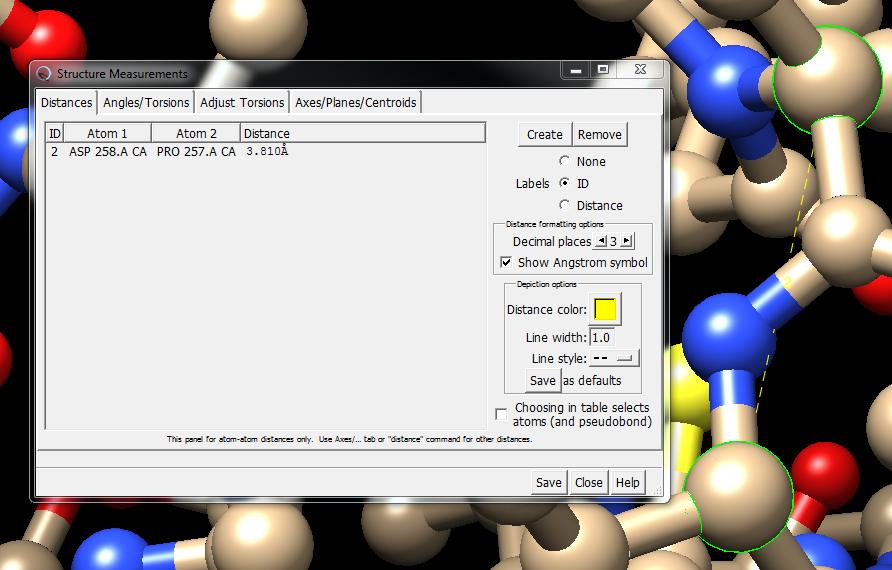 Structure Measurements
Distances Angles/Torsions Adjust Torsions Axes/Planes/Centroids
ID Atom 1 Atom 2 Distance
2 ASP 258.A CA PRO 257.A CA 3.810Å
Create Remove
None
Labels ID
Distance
Distance formatting options
Decimal places 3
Show Angstrom symbol
Depiction options
Distance color:
Line width: 1.0
Line style: --
Save as defaults
Choosing in table selects
atoms (and pseudobond)
This panel for atom-atom distances only. Use Axes/... tab or "distance" command for other distances.
Save Close Help
2